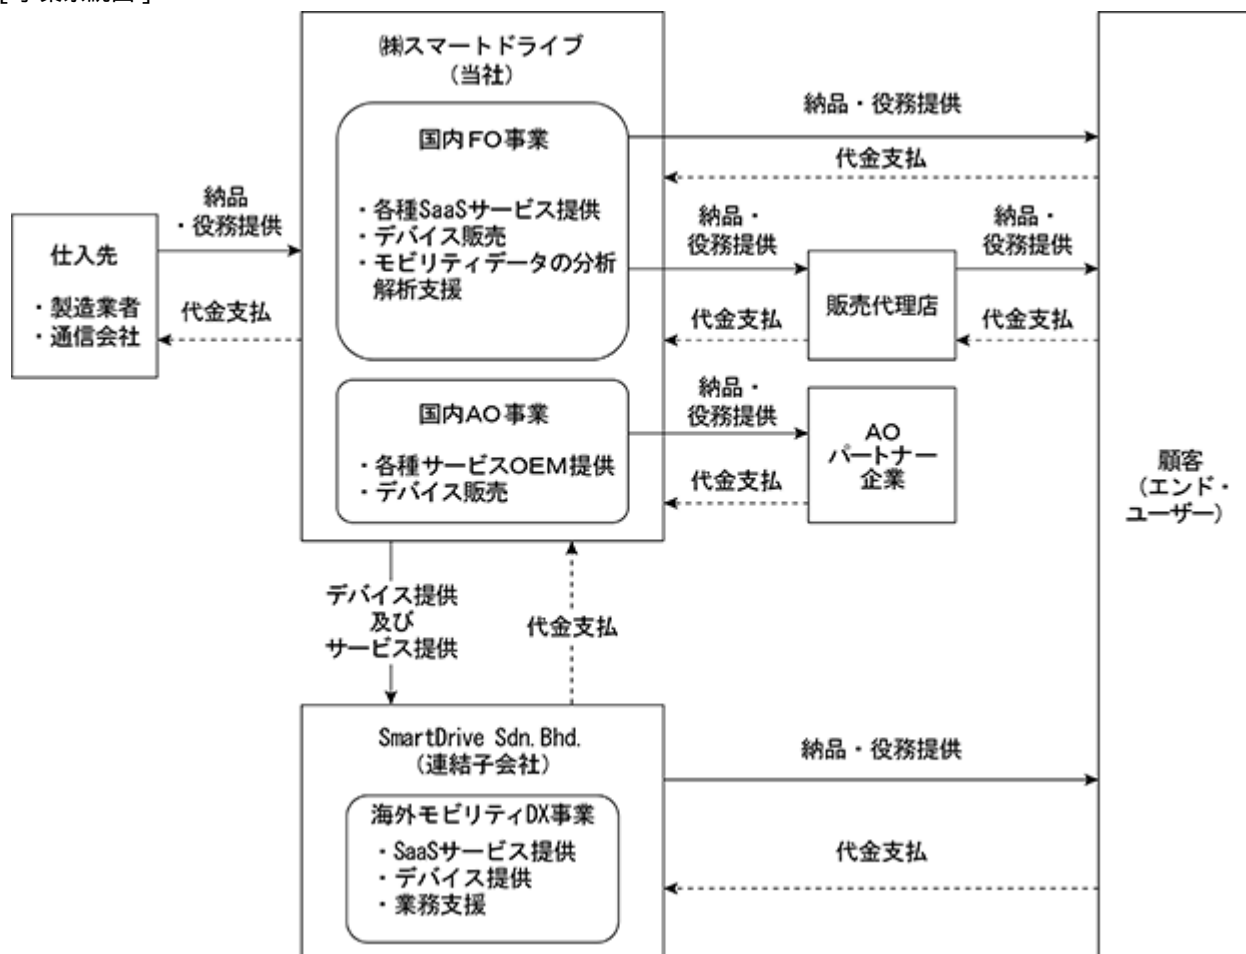 ㈱スマートドライブ
(当社)
国内FO事業
・各種SaaSサービス提供
・デバイス販売
・モビリティデータの分析
解析支援
国内AO事業
・各種サービスOEM提供
・デバイス販売
仕入先
・製造業者
・通信会社
納品
・役務提供
代金支払
納品・役務提供
代金支払
納品・
役務提供
代金支払
販売代理店
納品・
役務提供
代金支払
納品・
役務提供
代金支払
AO
パートナー
企業
顧客
(エンド・
ユーザー)
デバイス提供
及び
サービス提供
代金支払
SmartDrive Sdn.Bhd.
(連結子会社)
海外モビリティDX事業
・SaaSサービス提供
・デバイス提供
・業務支援
納品・役務提供
代金支払